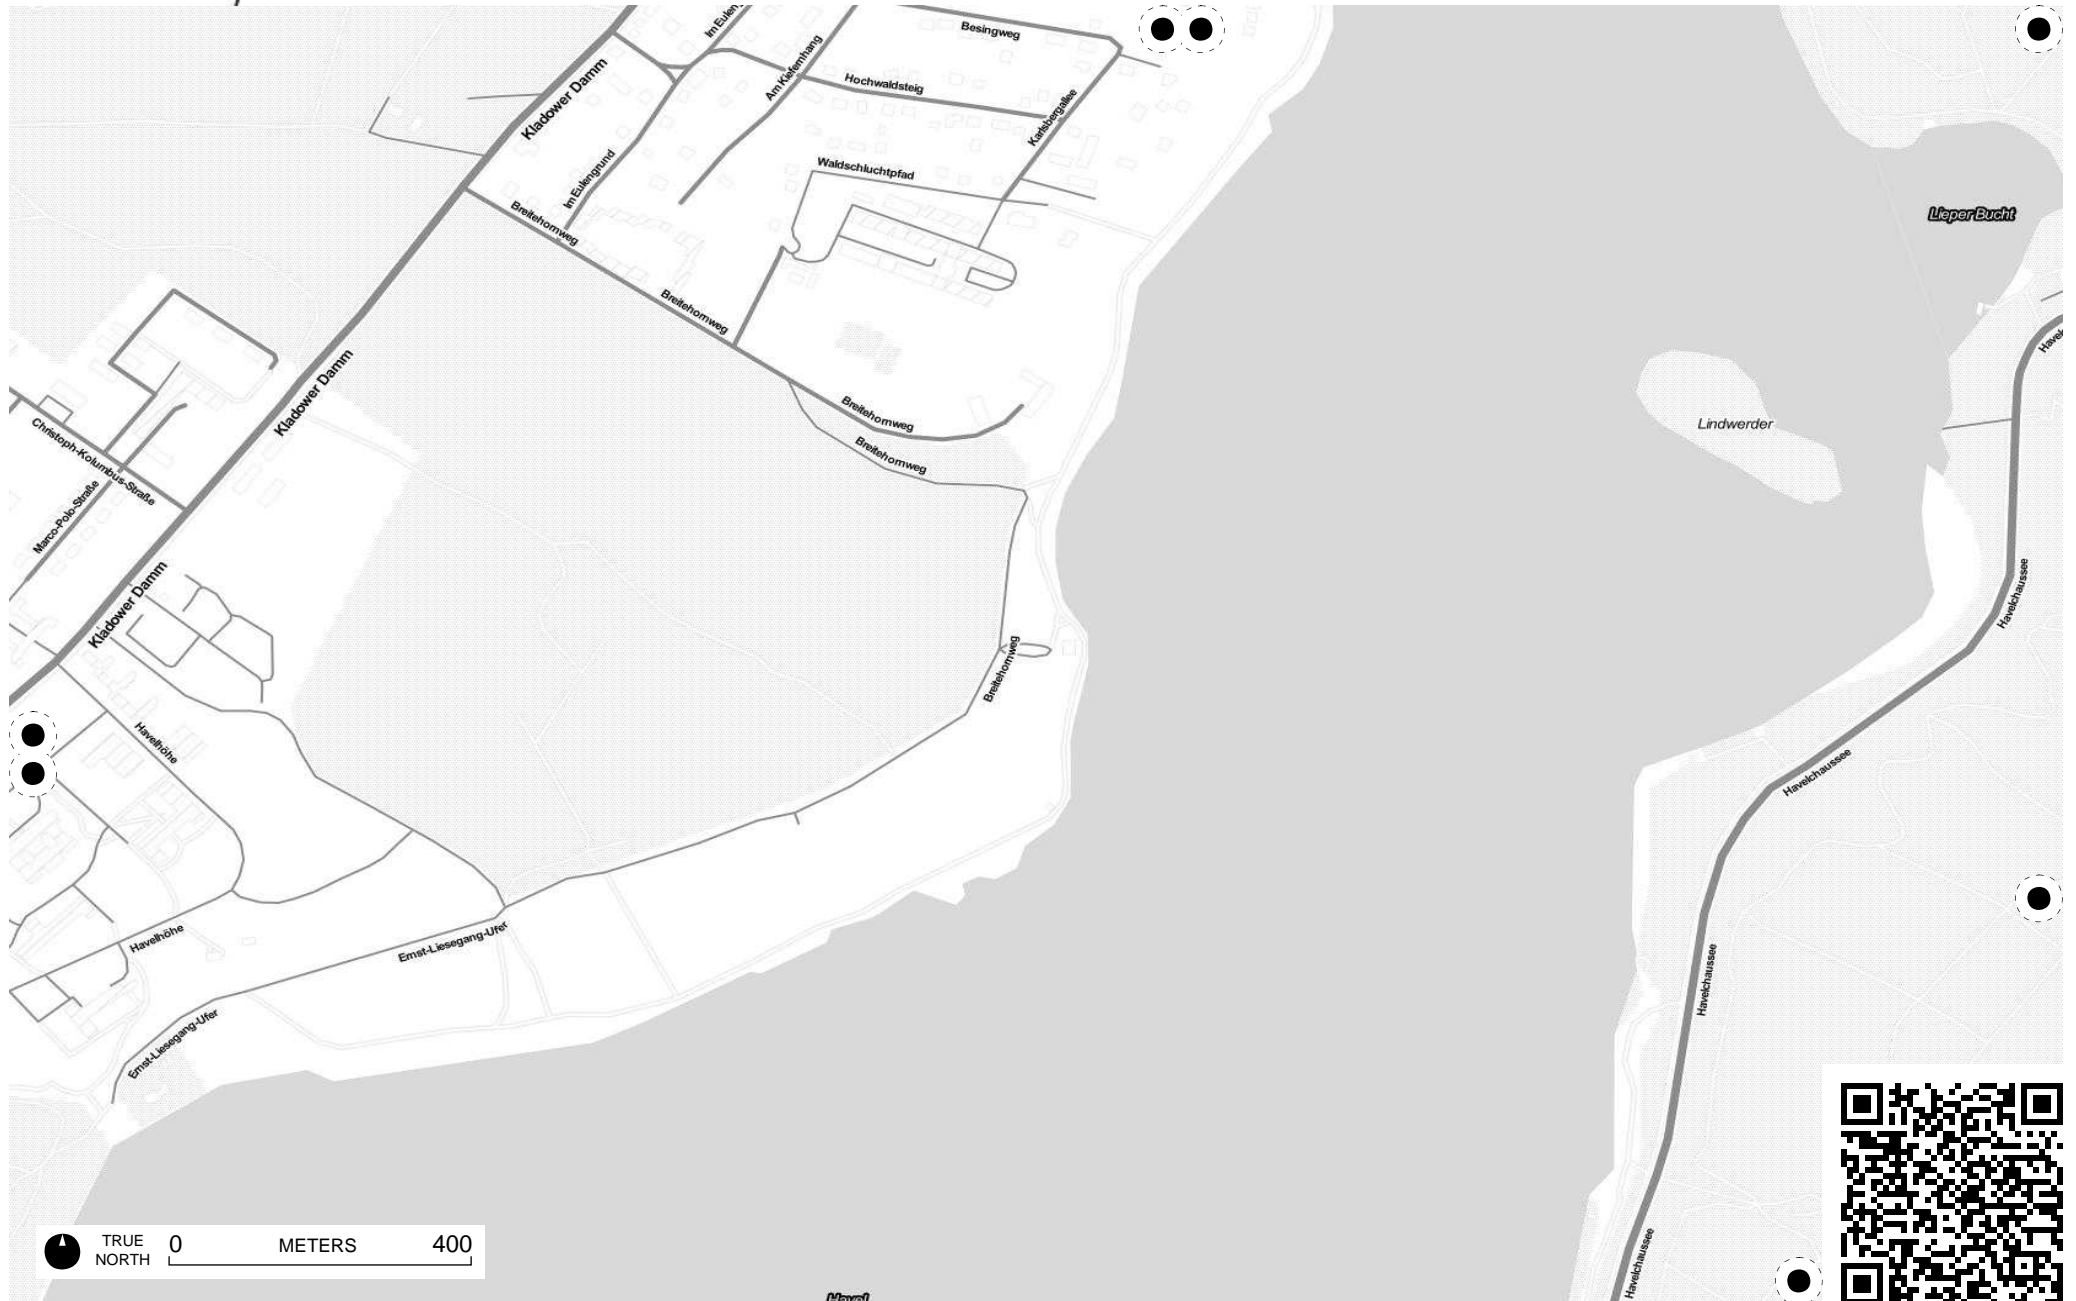 Im Eulen
Besingweg
Kladower Damm
Am Kiefernhang
Hochwaldsteig
Karlsbergallee
Waldschluchtpfad
Im Eulengrund
Breitehornweg
Lieper Bucht
Breitehornweg
Havel
Kladower Damm
Breitehornweg
Breitehornweg
Lindwerder
Christoph-Kolumbus-Straße
Marco-Polo-Straße
Kladower Damm
Havelchaussee
Breitehornweg
Havelhöhe
Havelchaussee
Havelhöhe
Ernst-Liesegang-Ufer
Havelchaussee
Ernst-Liesegang-Ufer
TRUE NORTH
0 METERS 400
Havelchaussee
Havel